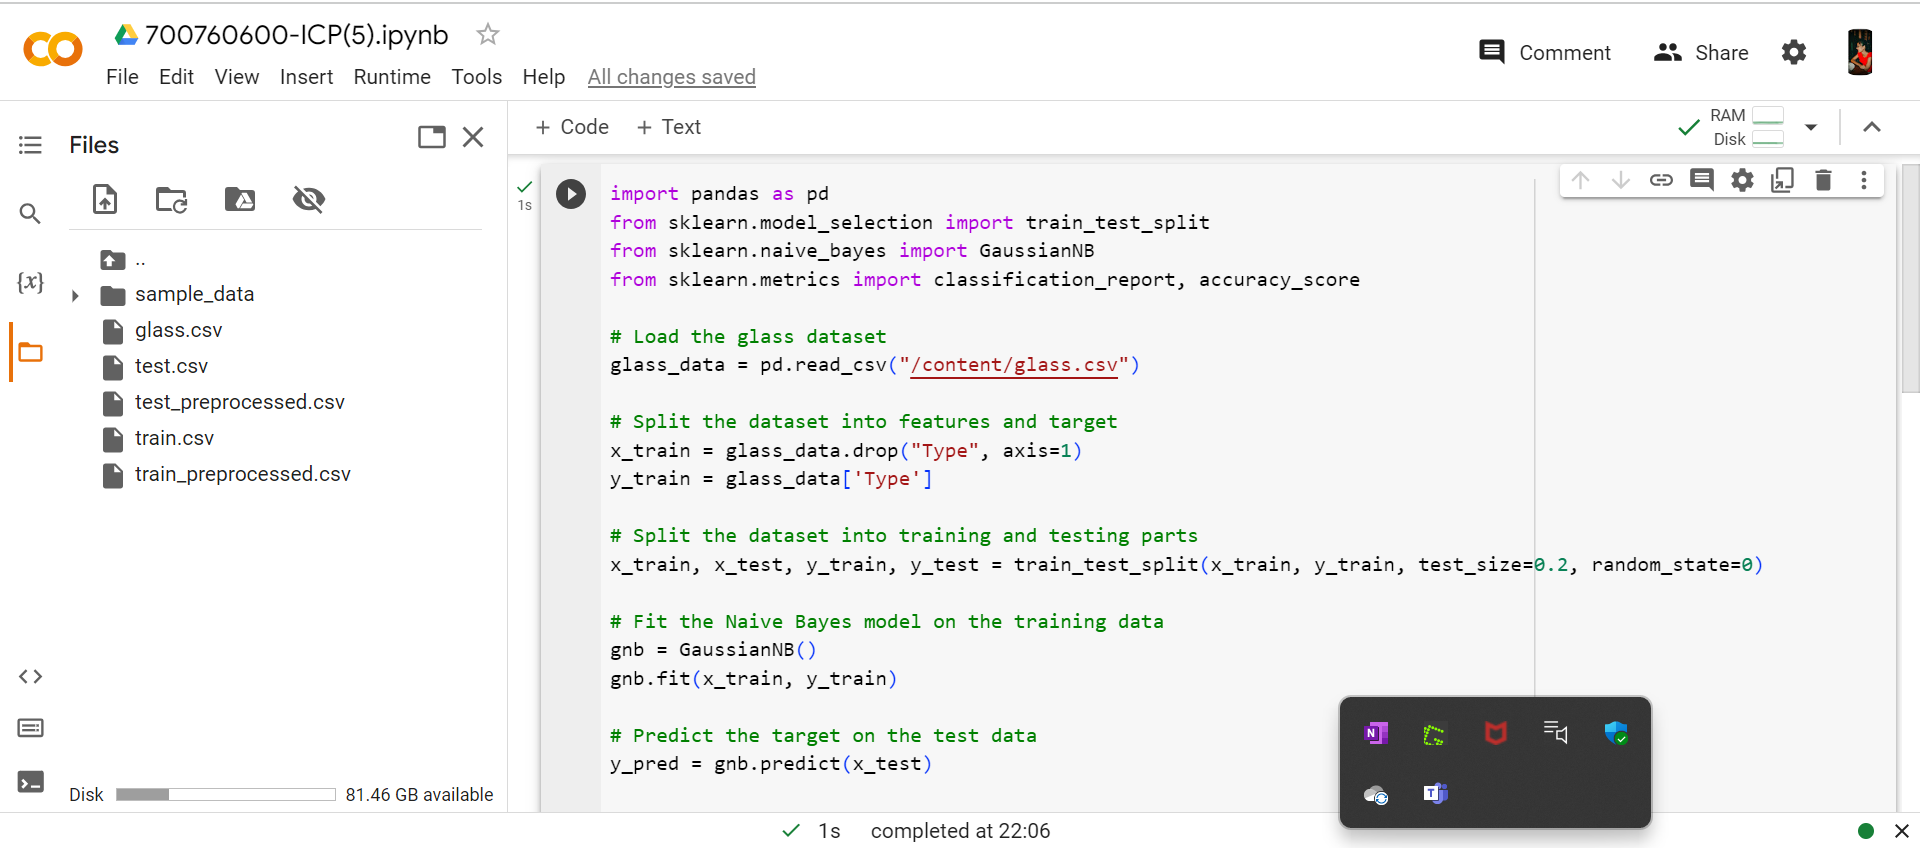 700760600-ICP(5).ipynb
File Edit View Insert Runtime Tools Help All changes saved
Comment Share
Files
+ Code + Text
RAM
Disk
..
sample_data
glass.csv
test.csv
test_preprocessed.csv
train.csv
train_preprocessed.csv
{x}
Disk 81.46 GB available
1s
import pandas as pd
from sklearn.model_selection import train_test_split
from sklearn.naive_bayes import GaussianNB
from sklearn.metrics import classification_report, accuracy_score
# Load the glass dataset
glass_data = pd.read_csv("/content/glass.csv")
# Split the dataset into features and target
x_train = glass_data.drop("Type", axis=1)
y_train = glass_data['Type']
# Split the dataset into training and testing parts
x_train, x_test, y_train, y_test = train_test_split(x_train, y_train, test_size=0.2, random_state=0)
# Fit the Naive Bayes model on the training data
gnb = GaussianNB()
gnb.fit(x_train, y_train)
# Predict the target on the test data
y_pred = gnb.predict(x_test)
1s completed at 22:06